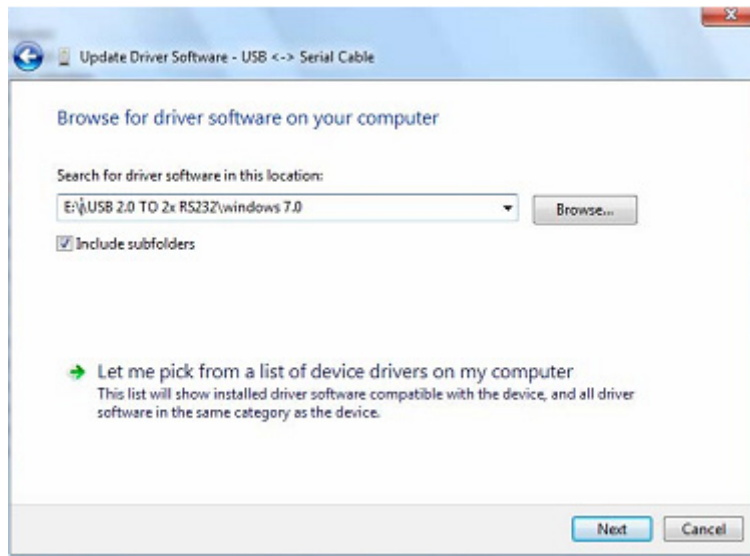 Update Driver Software - USB <-> Serial Cable
Browse for driver software on your computer
Search for driver software in this location:
E:\USB 2.0 TO 2x RS232\windows 7.0
Browse...
Include subfolders
Let me pick from a list of device drivers on my computer
This list will show installed driver software compatible with the device, and all driver
software in the same category as the device.
Next
Cancel